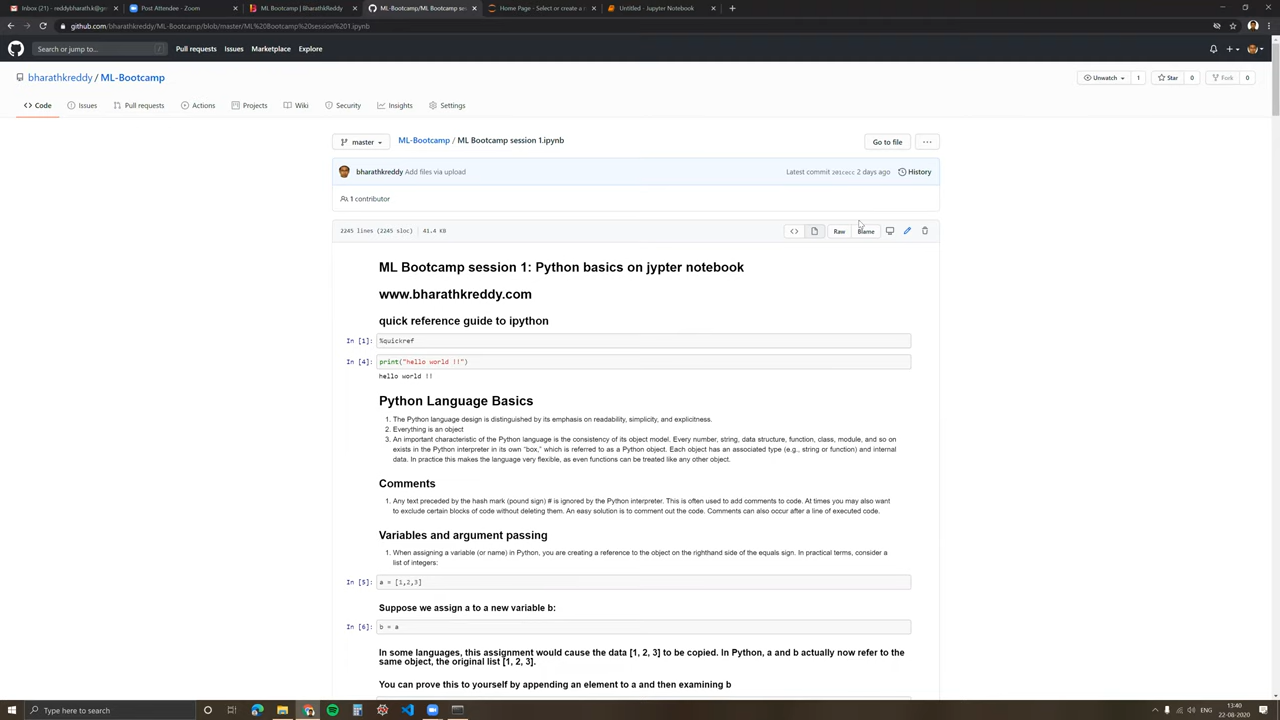 Inbox (21) - reddybharath.k@g
Post Attendee - Zoom
ML Bootcamp | BharathKReddy
ML-Bootcamp/ML Bootcamp se
Home Page - Select or create a n
Untitled - Jupyter Notebook
github.com/bharathkreddy/ML-Bootcamp/blob/master/ML%20Bootcamp%20session%201.ipynb
Search or jump to...
/
Pull requests
Issues
Marketplace
Explore
bharathkreddy / ML-Bootcamp
Unwatch
1
Star
0
Fork
0
Code
Issues
Pull requests
Actions
Projects
Wiki
Security
Insights
Settings
master
ML-Bootcamp / ML Bootcamp session 1.ipynb
Go to file
...
bharathkreddy Add files via upload
Latest commit 201cecc 2 days ago
History
1 contributor
2245 lines (2245 sloc) | 41.4 KB
<>
Raw
Blame
ML Bootcamp session 1: Python basics on jypter notebook
www.bharathkreddy.com
quick reference guide to ipython
In [1]: %quickref
In [4]: print("hello world !!")
hello world !!
Python Language Basics
1. The Python language design is distinguished by its emphasis on readability, simplicity, and explicitness.
2. Everything is an object
3. An important characteristic of the Python language is the consistency of its object model. Every number, string, data structure, function, class, module, and so on
exists in the Python interpreter in its own “box,” which is referred to as a Python object. Each object has an associated type (e.g., string or function) and internal
data. In practice this makes the language very flexible, as even functions can be treated like any other object.
Comments
1. Any text preceded by the hash mark (pound sign) # is ignored by the Python interpreter. This is often used to add comments to code. At times you may also want
to exclude certain blocks of code without deleting them. An easy solution is to comment out the code. Comments can also occur after a line of executed code.
Variables and argument passing
1. When assigning a variable (or name) in Python, you are creating a reference to the object on the righthand side of the equals sign. In practical terms, consider a
list of integers:
In [5]: a = [1,2,3]
Suppose we assign a to a new variable b:
In [6]: b = a
In some languages, this assignment would cause the data [1, 2, 3] to be copied. In Python, a and b actually now refer to the
same object, the original list [1, 2, 3].
You can prove this to yourself by appending an element to a and then examining b
Type here to search
ENG
13:40
22-08-2020